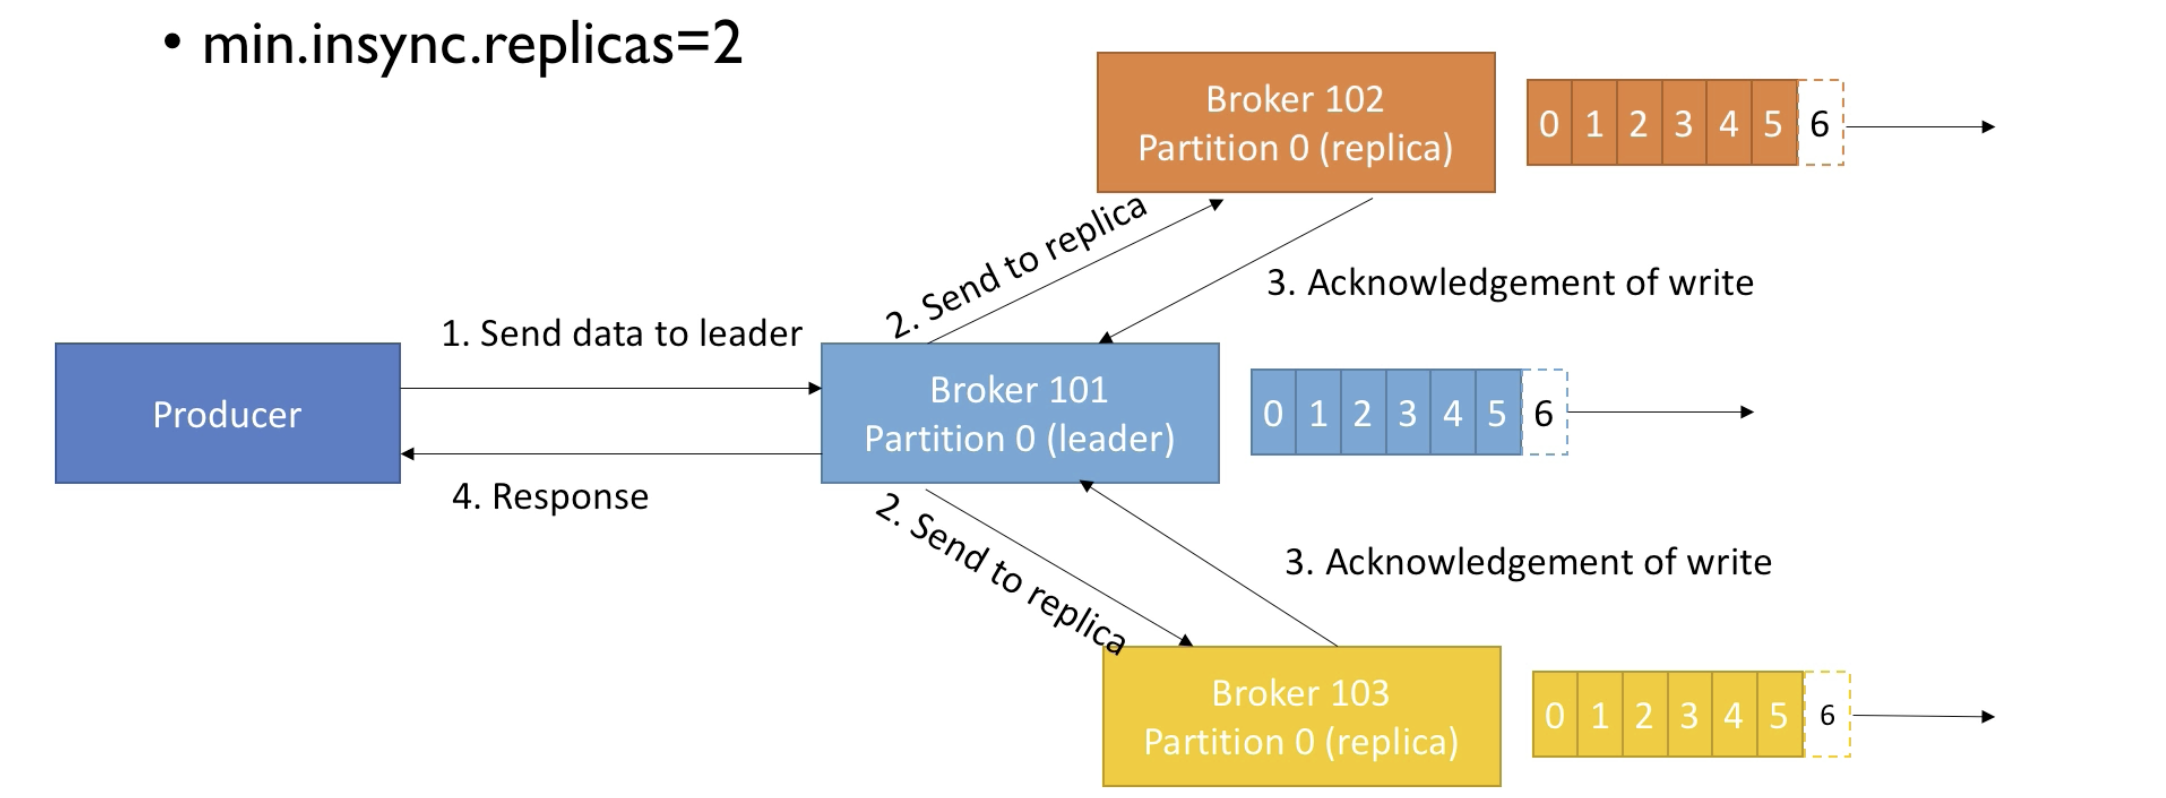 • min.insync.replicas=2
Broker 102
Partition 0 (replica)
0 1 2 3 4 5 6
2. Send to replica
3. Acknowledgement of write
1. Send data to leader
Producer
Broker 101
Partition 0 (leader)
0 1 2 3 4 5 6
4. Response
2. Send to replica
3. Acknowledgement of write
Broker 103
Partition 0 (replica)
0 1 2 3 4 5 6